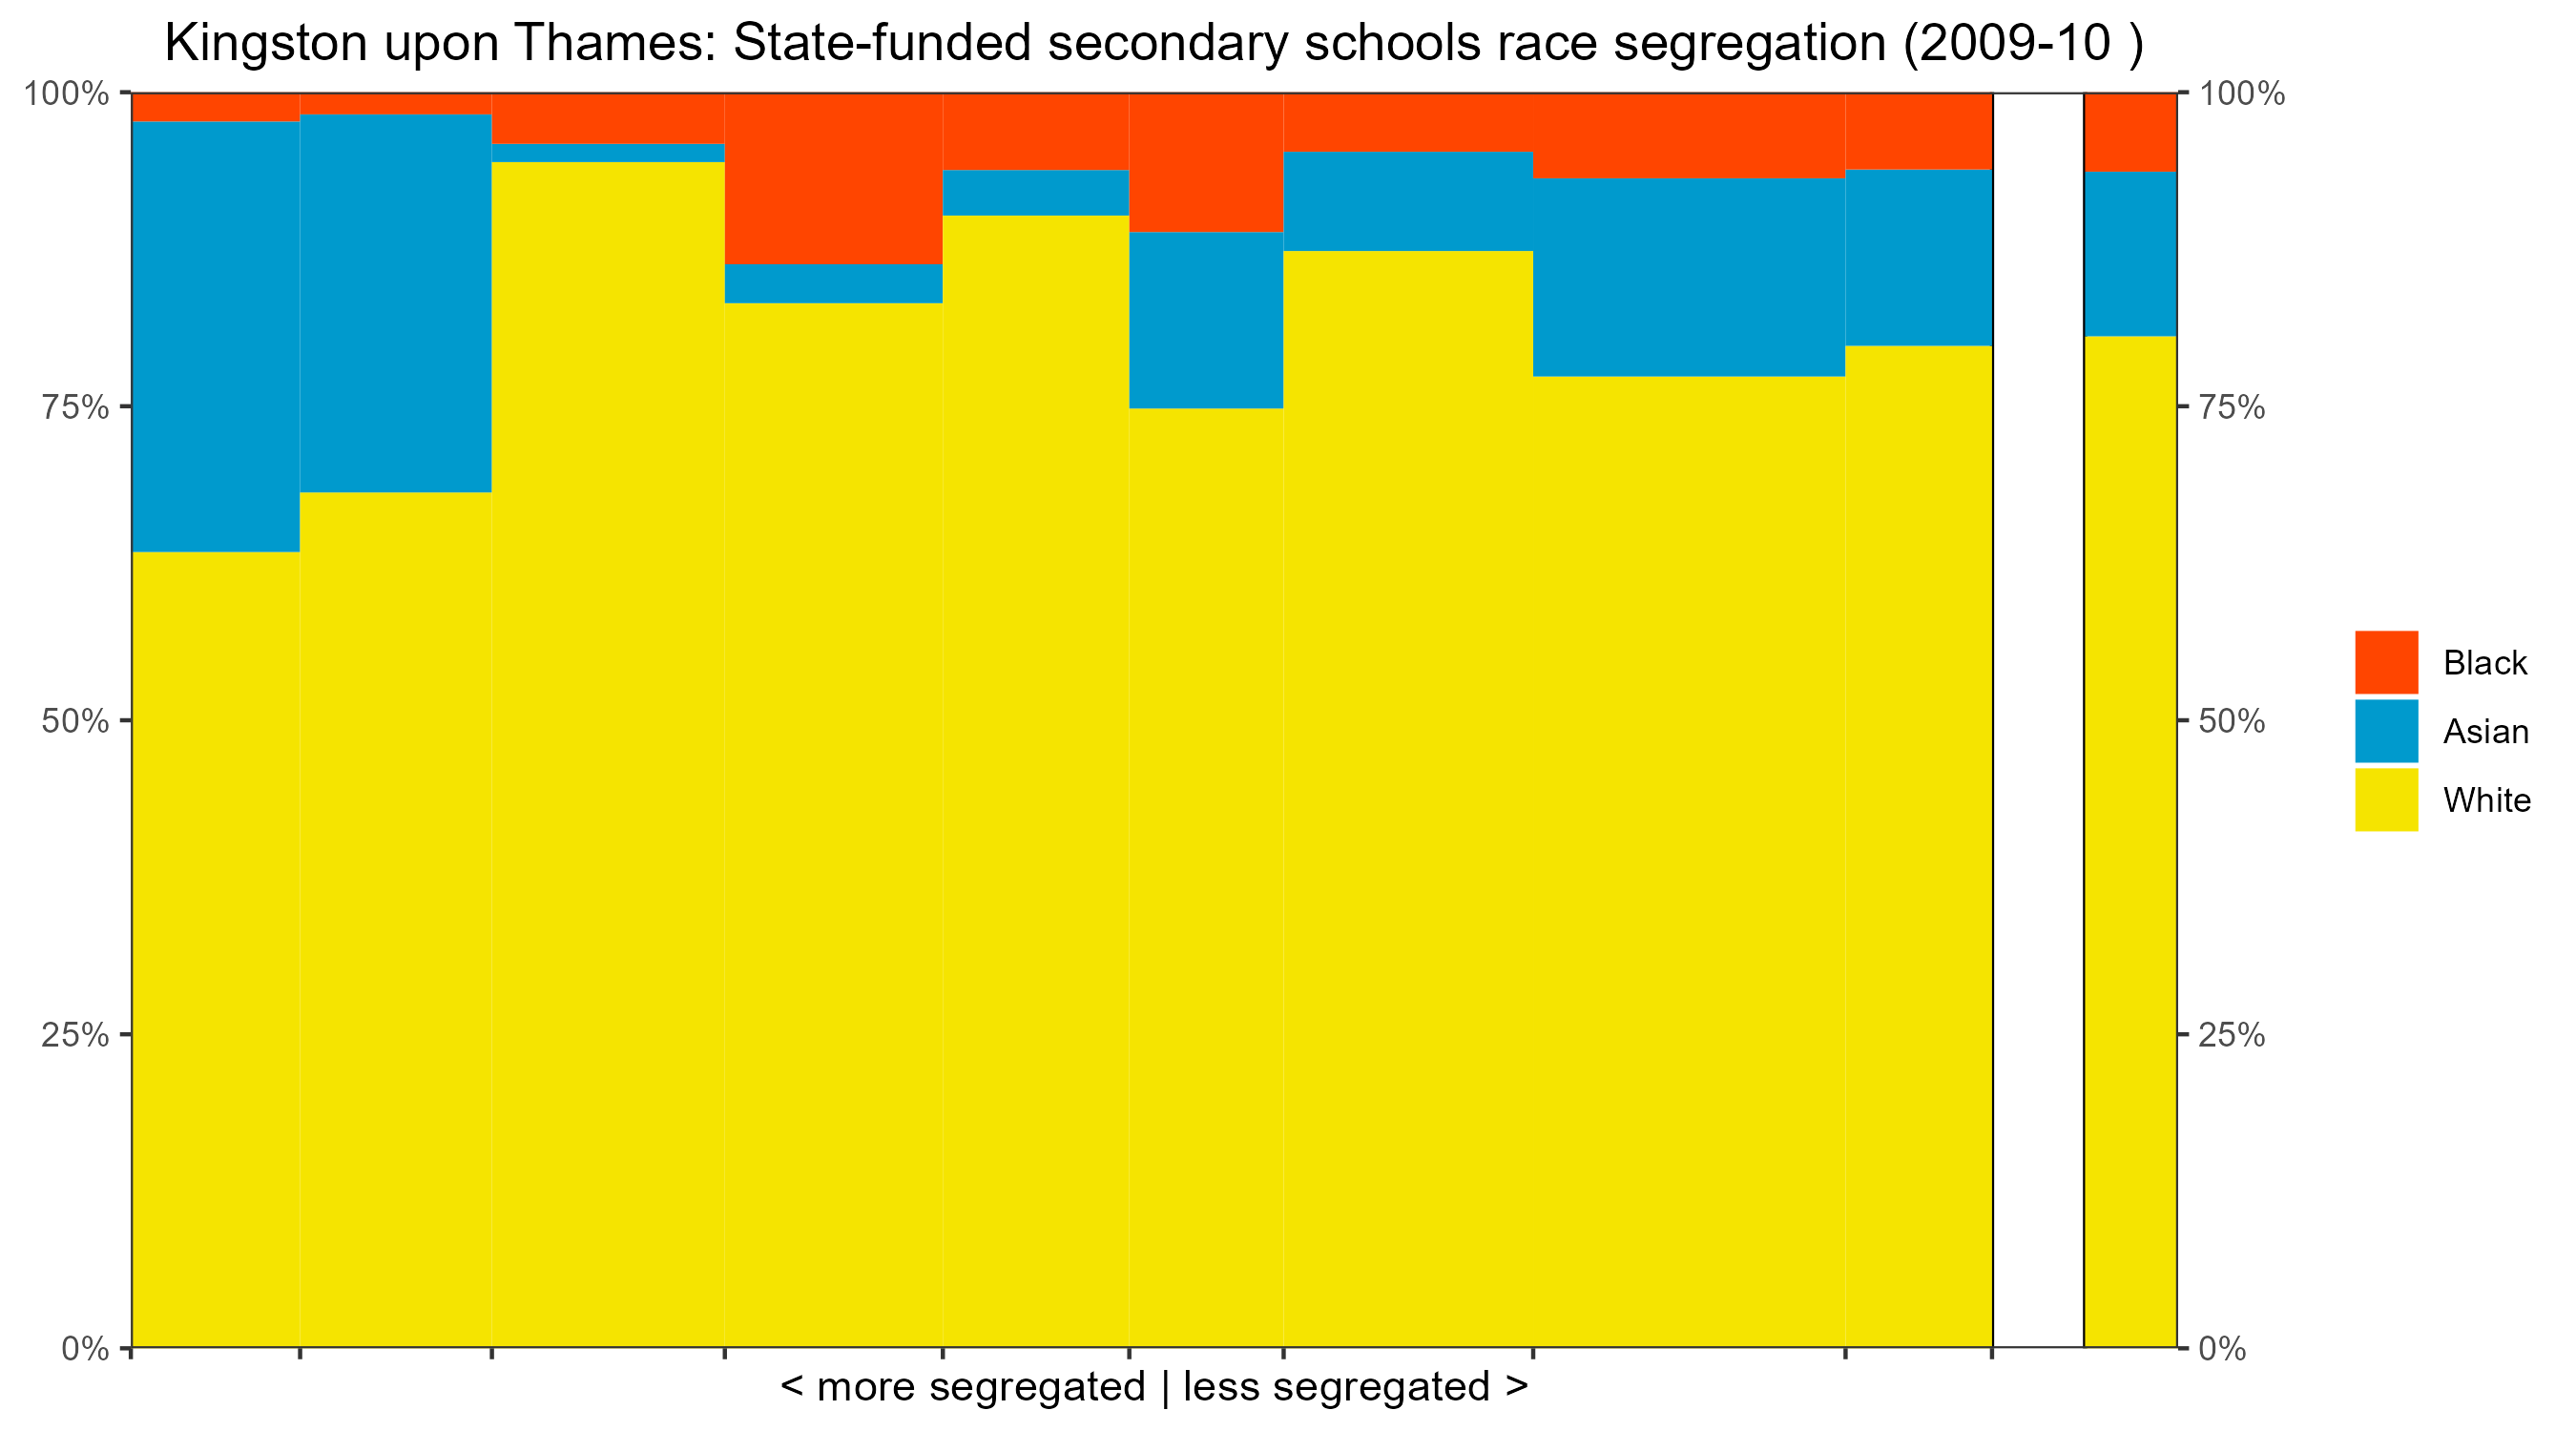 Kingston upon Thames: State-funded secondary schools race segregation (2009-10 )
100%
75%
50%
25%
0%
100%
75%
50%
25%
0%
Black
Asian
White
< more segregated | less segregated >